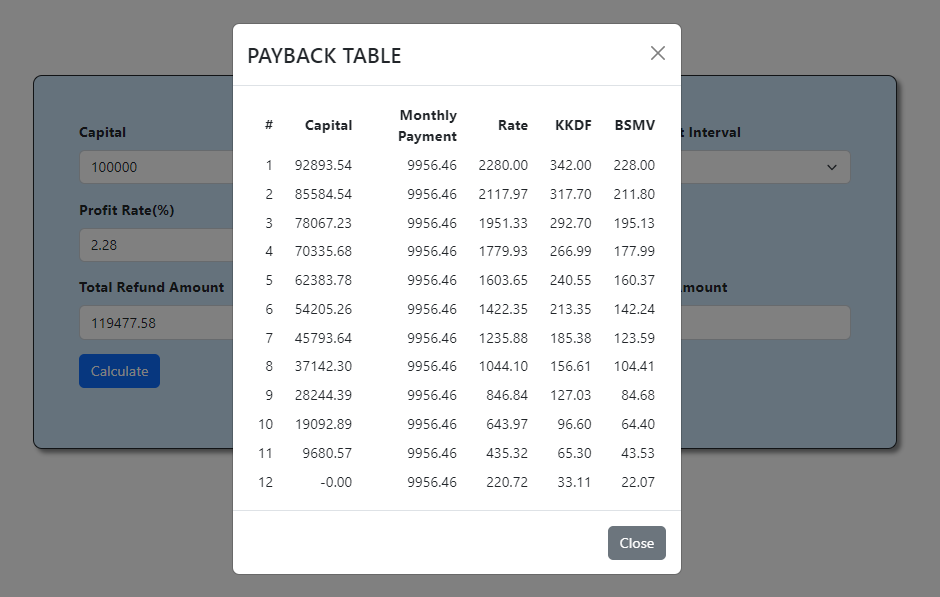 PAYBACK TABLE
# Capital Monthly Payment Rate KKDF BSMV
1 92893.54 9956.46 2280.00 342.00 228.00
2 85584.54 9956.46 2117.97 317.70 211.80
3 78067.23 9956.46 1951.33 292.70 195.13
4 70335.68 9956.46 1779.93 266.99 177.99
5 62383.78 9956.46 1603.65 240.55 160.37
6 54205.26 9956.46 1422.35 213.35 142.24
7 45793.64 9956.46 1235.88 185.38 123.59
8 37142.30 9956.46 1044.10 156.61 104.41
9 28244.39 9956.46 846.84 127.03 84.68
10 19092.89 9956.46 643.97 96.60 64.40
11 9680.57 9956.46 435.32 65.30 43.53
12 -0.00 9956.46 220.72 33.11 22.07
Close
Capital
100000
Interval
Profit Rate(%)
2.28
Total Refund Amount
119477.58
Calculate